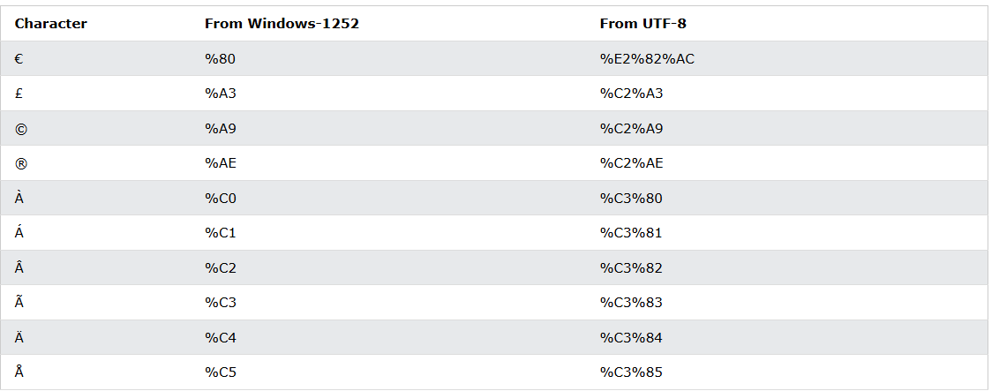 Character From Windows-1252 From UTF-8
€ %80 %E2%82%AC
£ %A3 %C2%A3
© %A9 %C2%A9
® %AE %C2%AE
À %C0 %C3%80
Á %C1 %C3%81
Â %C2 %C3%82
Ã %C3 %C3%83
Ä %C4 %C3%84
Å %C5 %C3%85